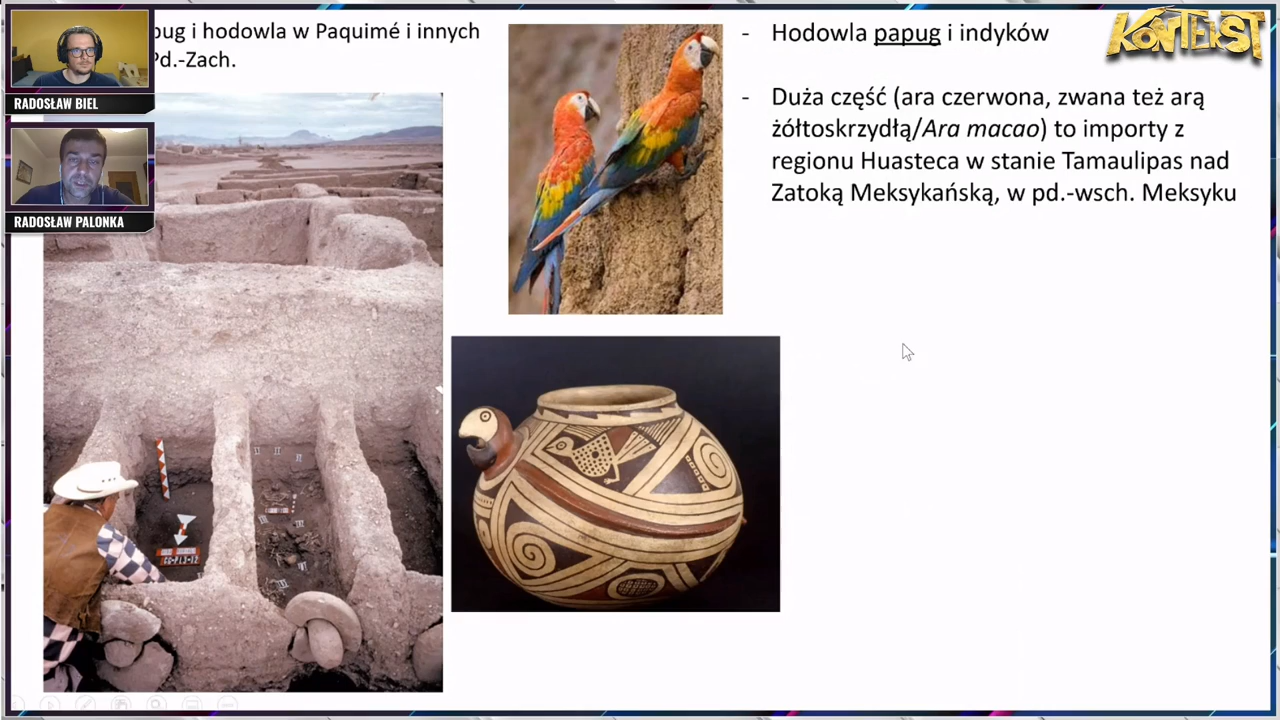 pug i hodowla w Paquimé i innych
Pd.-Zach.
RADOSŁAW BIEL
RADOSŁAW PALONKA
- Hodowla papug i indyków
- Duża część (ara czerwona, zwana też arą
żółtoskrzydłą/Ara macao) to importy z
regionu Huasteca w stanie Tamaulipas nad
Zatoką Meksykańską, w pd.-wsch. Meksyku
KONTEKST